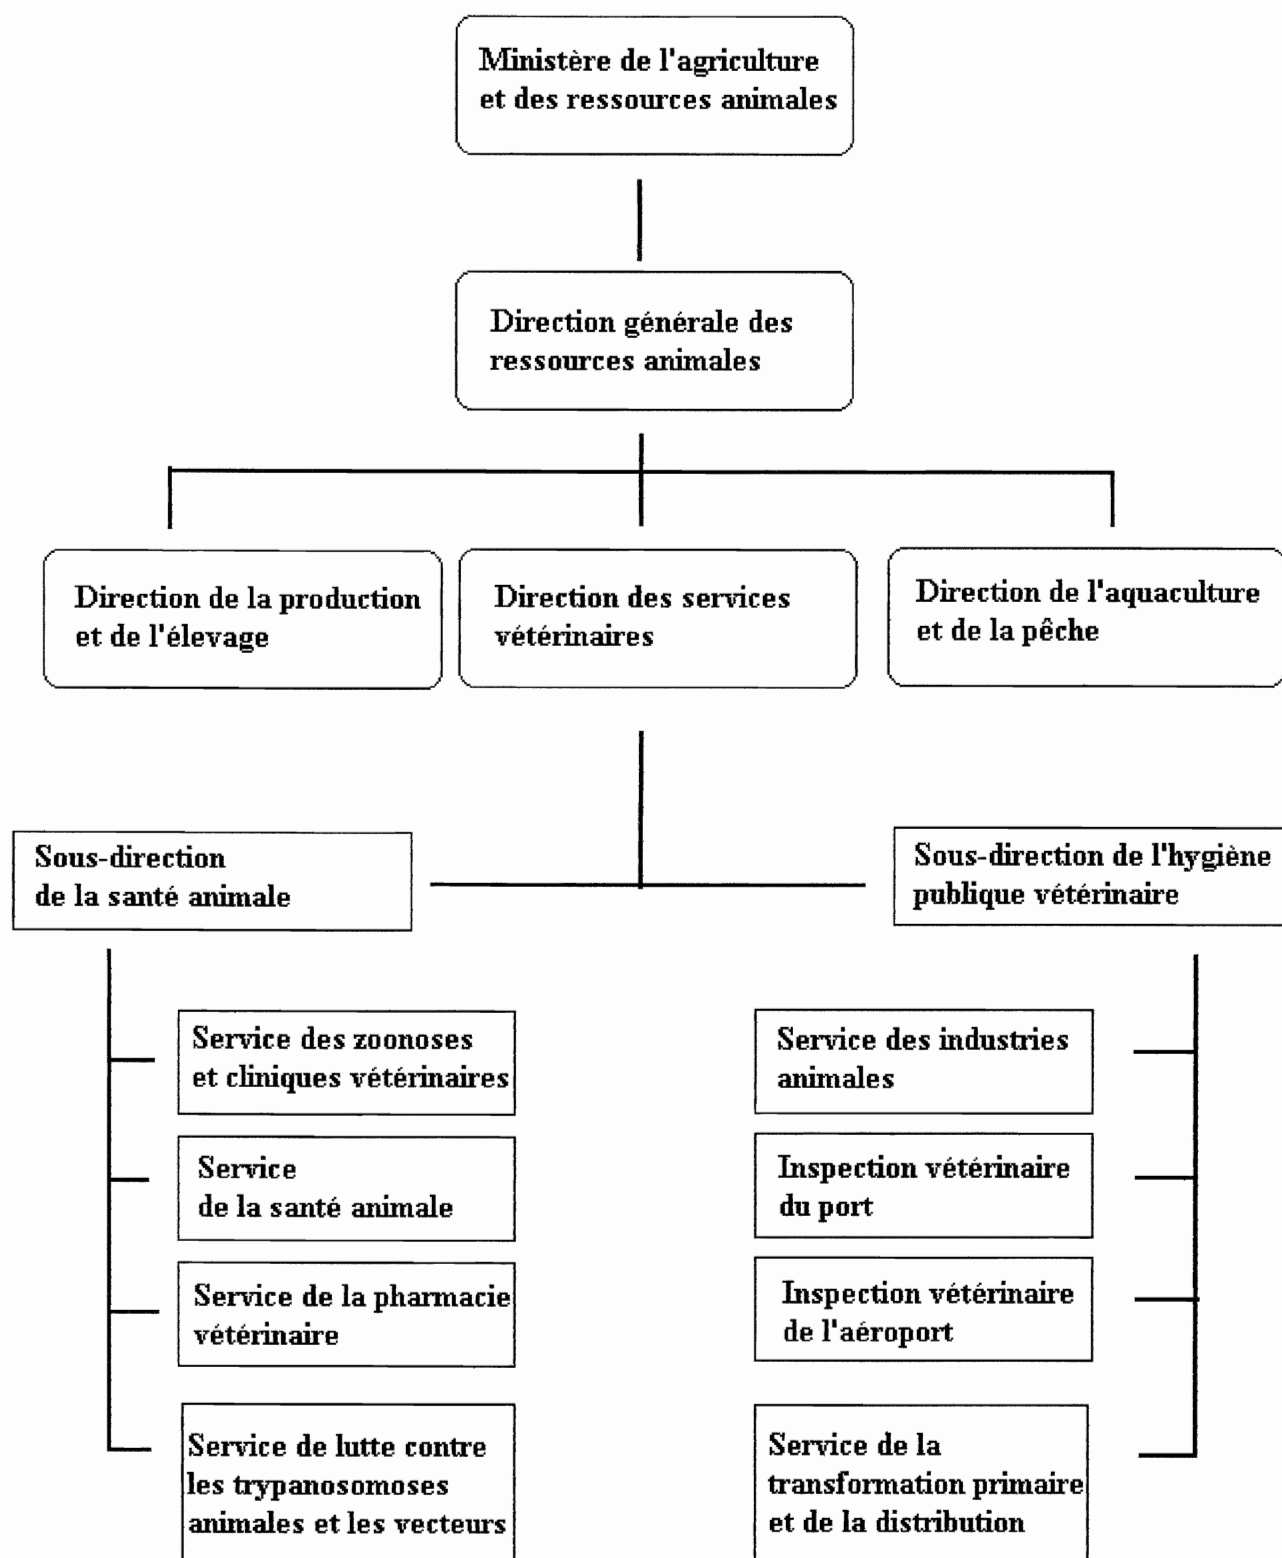 Ministère de l'agriculture
et des ressources animales
Direction générale des
ressources animales
Direction de la production
et de l'élevage
Direction des services
vétérinaires
Direction de l'aquaculture
et de la pêche
Sous-direction
de la santé animale
Sous-direction de l'hygiène
publique vétérinaire
Service des zoonoses
et cliniques vétérinaires
Service
de la santé animale
Service de la pharmacie
vétérinaire
Service de lutte contre
les trypanosomoses
animales et les vecteurs
Service des industries
animales
Inspection vétérinaire
du port
Inspection vétérinaire
de l'aéroport
Service de la
transformation primaire
et de la distribution